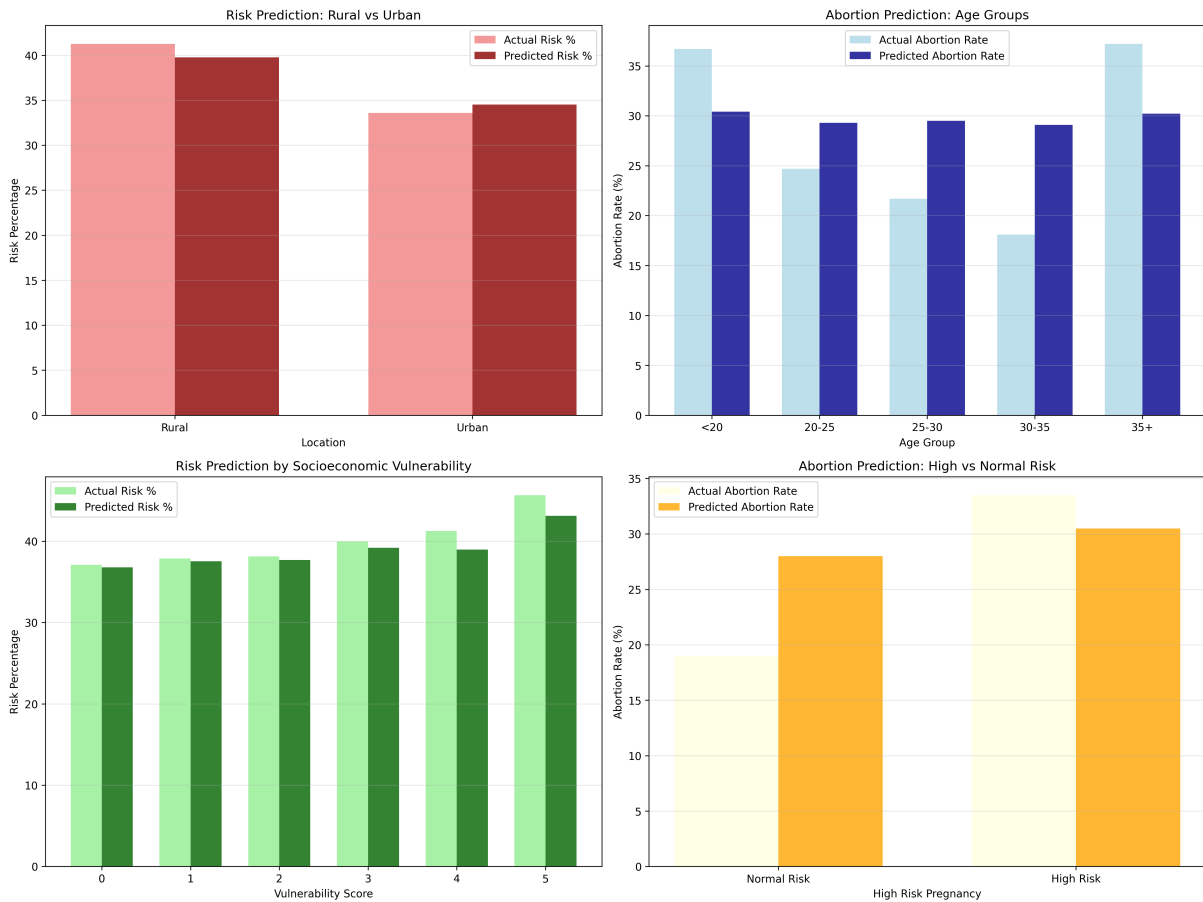 Risk Prediction: Rural vs Urban
Actual Risk %
Predicted Risk %
Risk Percentage
40
35
30
25
20
15
10
5
0
Rural
Urban
Location
Abortion Prediction: Age Groups
Actual Abortion Rate
Predicted Abortion Rate
Abortion Rate (%)
35
30
25
20
15
10
5
0
<20
20-25
25-30
30-35
35+
Age Group
Risk Prediction by Socioeconomic Vulnerability
Actual Risk %
Predicted Risk %
Risk Percentage
40
30
20
10
0
0
1
2
3
4
5
Vulnerability Score
Abortion Prediction: High vs Normal Risk
Actual Abortion Rate
Predicted Abortion Rate
Abortion Rate (%)
35
30
25
20
15
10
5
0
Normal Risk
High Risk
High Risk Pregnancy